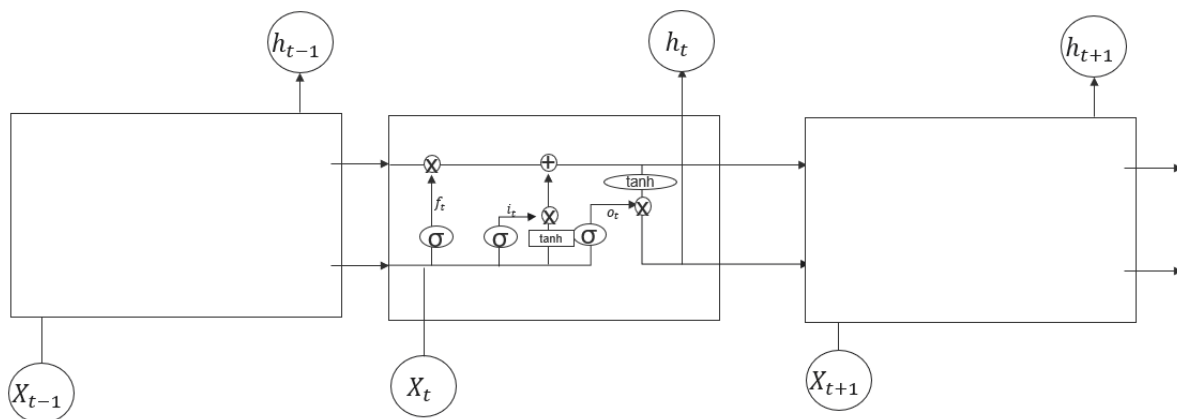 h_{t-1}
h_t
h_{t+1}
x
+
tanh
f_t
i_t
x
o_t
x
σ
σ
tanh
σ
X_{t-1}
X_t
X_{t+1}